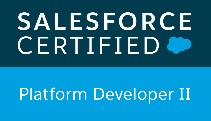 SALESFORCE
CERTIFIED
Platform Developer II